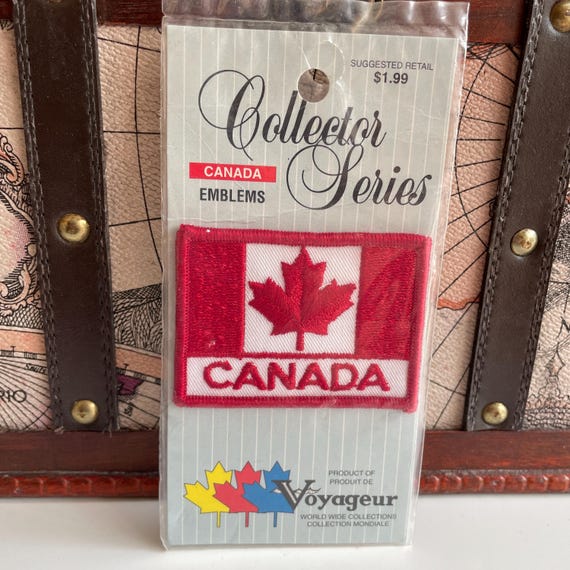 SUGGESTED RETAIL
$1.99
Collector
Series
CANADA
EMBLEMS
CANADA
PRODUCT OF
PRODUIT DE
Voyageur
WORLD WIDE COLLECTIONS
COLLECTION MONDIALE
RIO